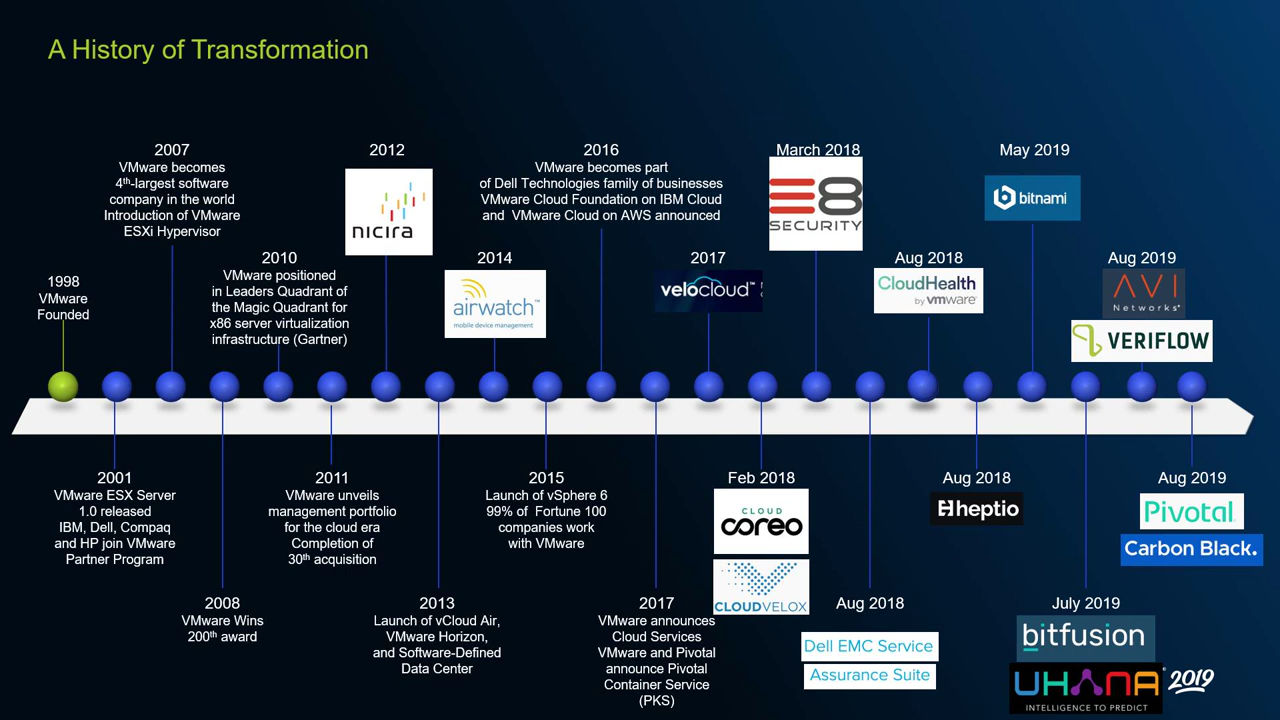 A History of Transformation
1998
VMware
Founded
2001
VMware ESX Server
1.0 released
IBM, Dell, Compaq
and HP join VMware
Partner Program
2007
VMware becomes
4th-largest software
company in the world
Introduction of VMware
ESXi Hypervisor
2008
VMware Wins
200th award
2010
VMware positioned
in Leaders Quadrant of
the Magic Quadrant for
x86 server virtualization
infrastructure (Gartner)
2011
VMware unveils
management portfolio
for the cloud era
Completion of
30th acquisition
2012
nicira
2013
Launch of vCloud Air,
VMware Horizon,
and Software-Defined
Data Center
2014
airwatch™
mobile device management
2015
Launch of vSphere 6
99% of Fortune 100
companies work
with VMware
2016
VMware becomes part
of Dell Technologies family of businesses
VMware Cloud Foundation on IBM Cloud
and VMware Cloud on AWS announced
2017
VMware announces
Cloud Services
VMware and Pivotal
announce Pivotal
Container Service
(PKS)
2017
velocloud™
Feb 2018
CLOUD
coreo
CLOUDVELOX
March 2018
E8
SECURITY
Aug 2018
Dell EMC Service
Assurance Suite
Aug 2018
CloudHealth
by vmware®
Aug 2018
Heptio
May 2019
bitnami
July 2019
bitfusion
UHANA®
INTELLIGENCE TO PREDICT
Aug 2019
AVI
Networks
VERIFLOW
Aug 2019
Pivotal
Carbon Black.
2019